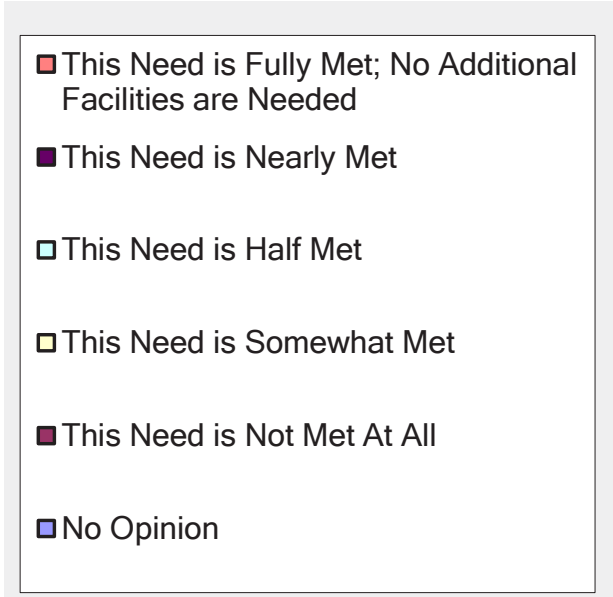 This Need is Fully Met; No Additional
Facilities are Needed
This Need is Nearly Met
This Need is Half Met
This Need is Somewhat Met
This Need is Not Met At All
No Opinion